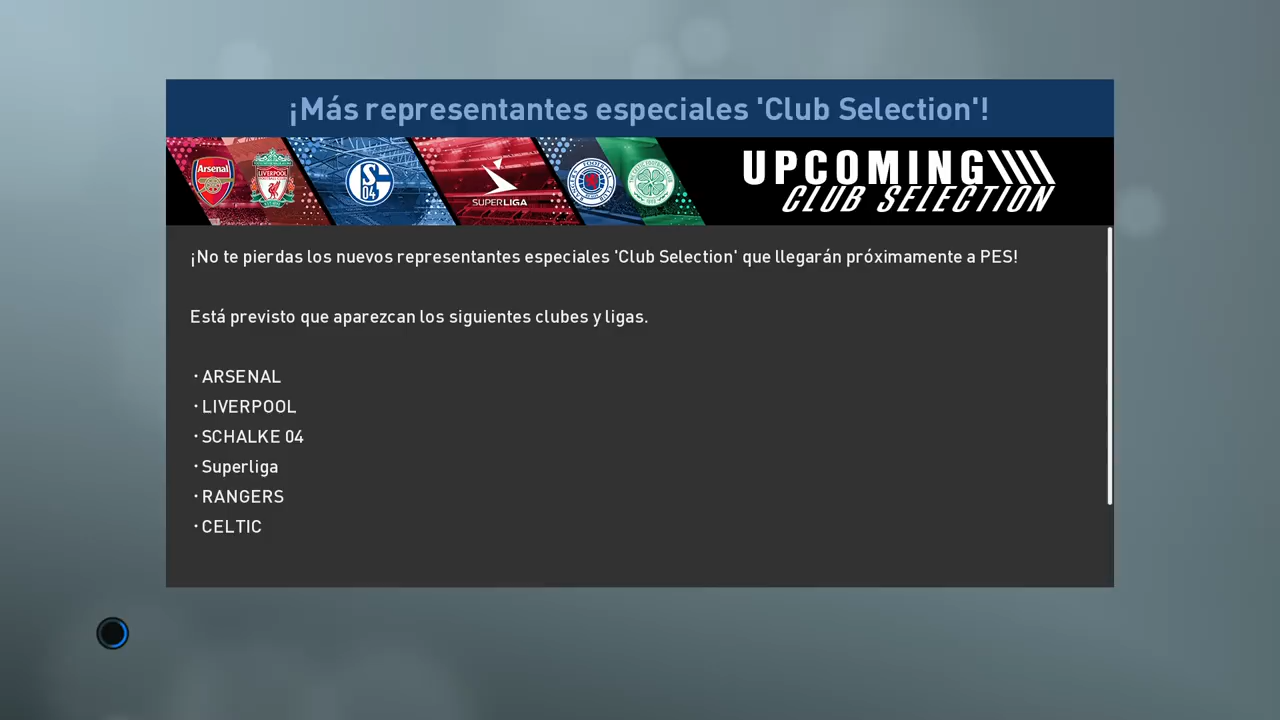 ¡Más representantes especiales 'Club Selection'!
Arsenal
LIVERPOOL
S
04
SUPERLIGA
UPCOMING
CLUB SELECTION
¡No te pierdas los nuevos representantes especiales 'Club Selection' que llegarán próximamente a PES!
Está previsto que aparezcan los siguientes clubes y ligas.
・ARSENAL
・LIVERPOOL
・SCHALKE 04
・Superliga
・RANGERS
・CELTIC